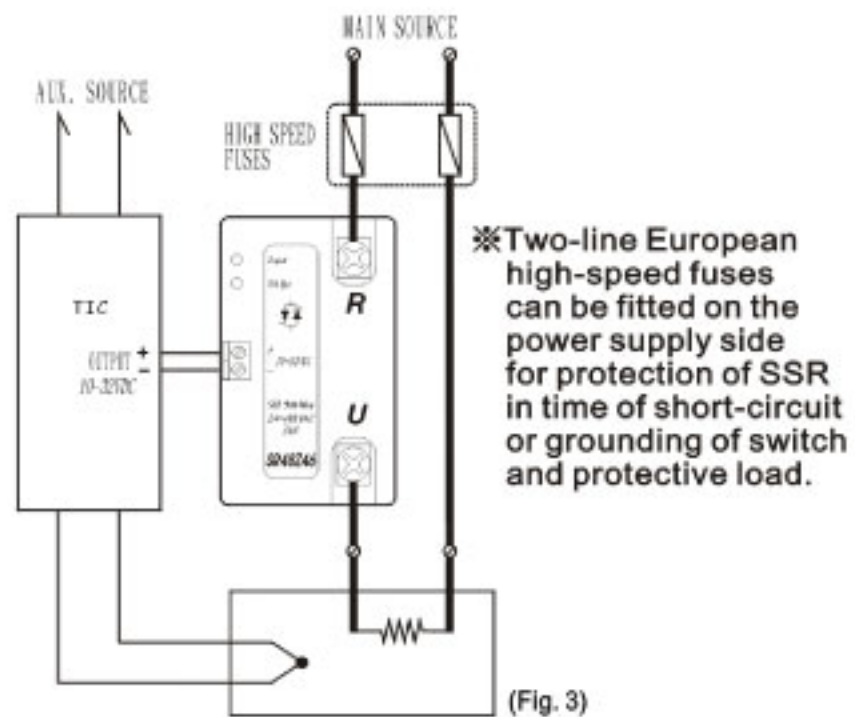 MAIN SOURCE
AUX. SOURCE
HIGH SPEED
FUSES
※Two-line European
high-speed fuses
can be fitted on the
power supply side
for protection of SSR
in time of short-circuit
or grounding of switch
and protective load.
R
TIC
OUTPUT + −
10-32VDC
U
(Fig. 3)